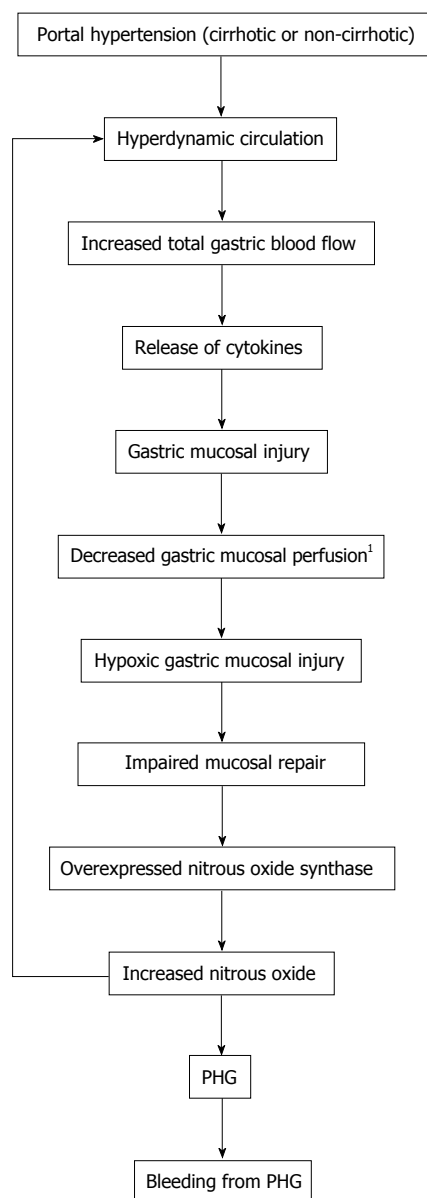 Portal hypertension (cirrhotic or non-cirrhotic)
Hyperdynamic circulation
Increased total gastric blood flow
Release of cytokines
Gastric mucosal injury
Decreased gastric mucosal perfusion¹
Hypoxic gastric mucosal injury
Impaired mucosal repair
Overexpressed nitrous oxide synthase
Increased nitrous oxide
PHG
Bleeding from PHG